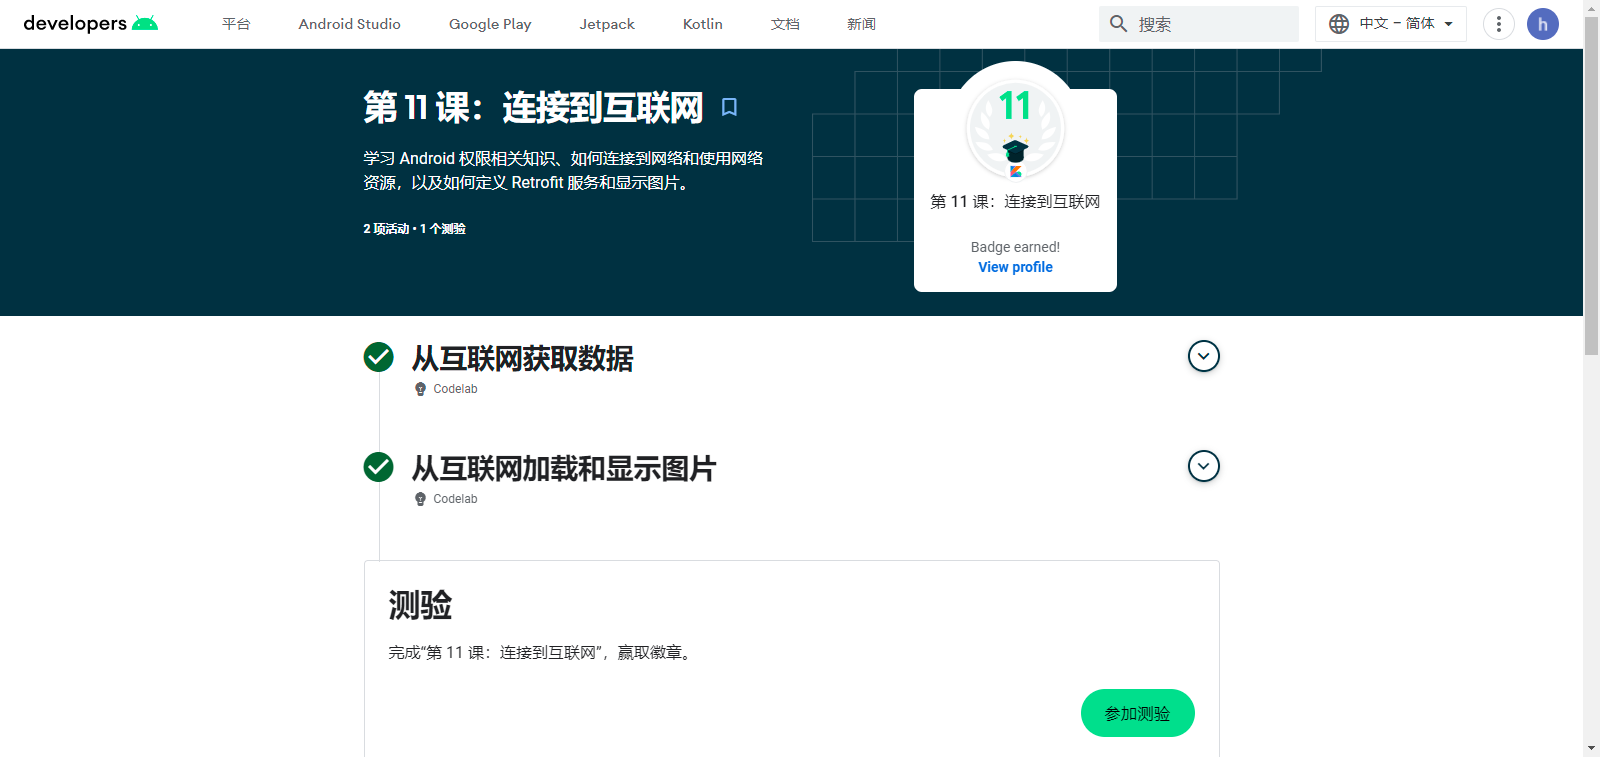 developers
平台
Android Studio
Google Play
Jetpack
Kotlin
文档
新闻
搜索
中文 – 简体
h
第 11 课：连接到互联网
学习 Android 权限相关知识、如何连接到网络和使用网络
资源，以及如何定义 Retrofit 服务和显示图片。
2 项活动 • 1 个测验
11
第 11 课：连接到互联网
Badge earned!
View profile
从互联网获取数据
Codelab
从互联网加载和显示图片
Codelab
测验
完成“第 11 课：连接到互联网”，赢取徽章。
参加测验